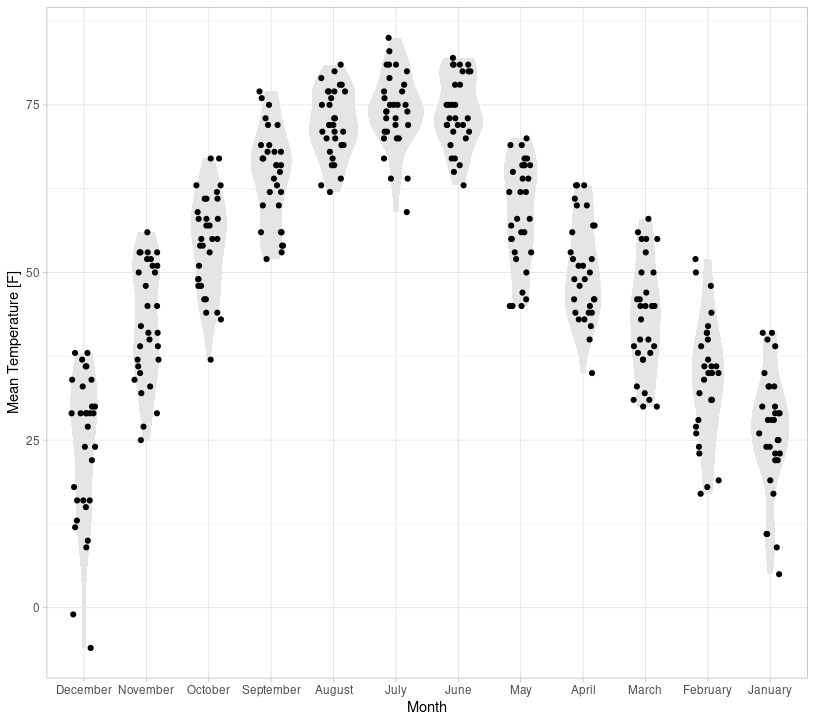 Mean Temperature [F]
75
50
25
0
December November October September August July June May April March February January
Month